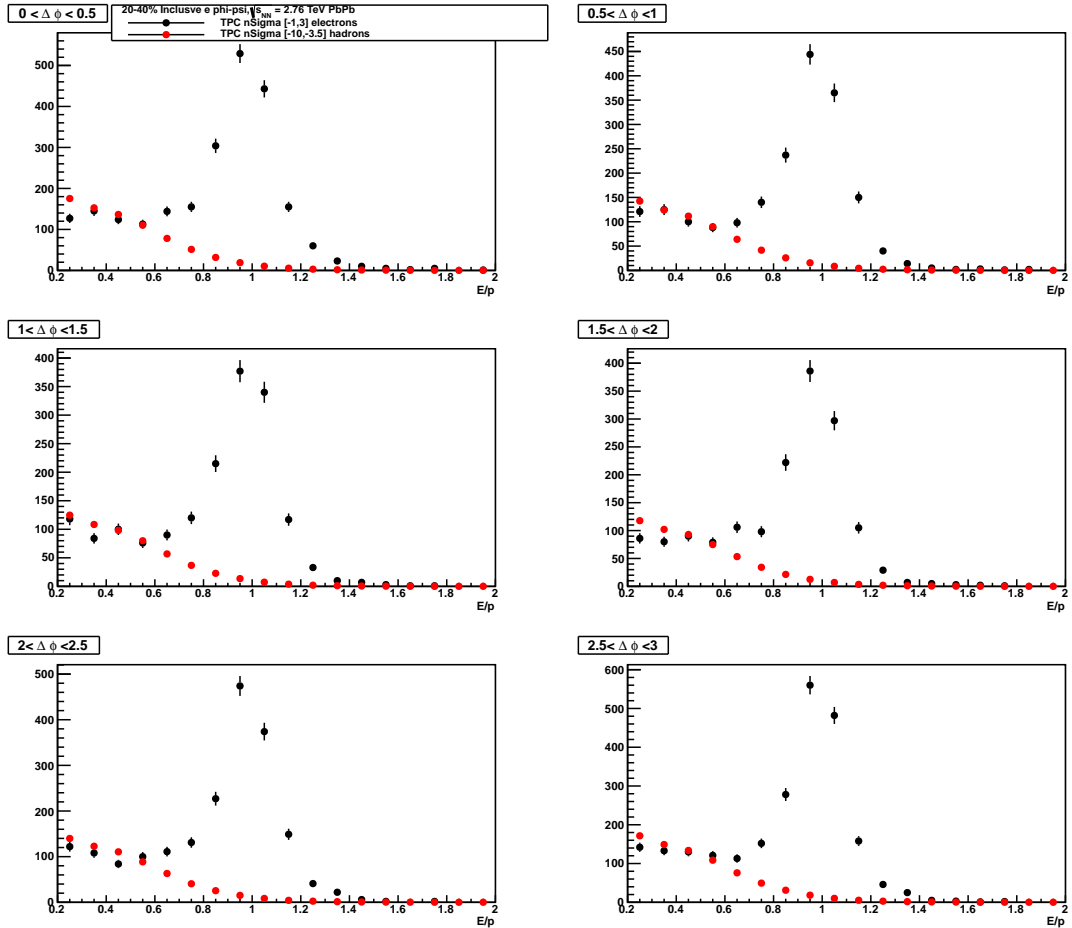 0 < Δ ϕ < 0.5
20-40% Inclusve e phi-psi, √s_NN = 2.76 TeV PbPb
TPC nSigma [-1,3] electrons
TPC nSigma [-10,-3.5] hadrons
500
400
300
200
100
0
0.2 0.4 0.6 0.8 1 1.2 1.4 1.6 1.8 2
E/p
0.5< Δ ϕ <1
450
400
350
300
250
200
150
100
50
0
0.2 0.4 0.6 0.8 1 1.2 1.4 1.6 1.8 2
E/p
1< Δ ϕ <1.5
400
350
300
250
200
150
100
50
0
0.2 0.4 0.6 0.8 1 1.2 1.4 1.6 1.8 2
E/p
1.5< Δ ϕ <2
400
350
300
250
200
150
100
50
0
0.2 0.4 0.6 0.8 1 1.2 1.4 1.6 1.8 2
E/p
2< Δ ϕ <2.5
500
400
300
200
100
0
0.2 0.4 0.6 0.8 1 1.2 1.4 1.6 1.8 2
E/p
2.5< Δ ϕ <3
600
500
400
300
200
100
0
0.2 0.4 0.6 0.8 1 1.2 1.4 1.6 1.8 2
E/p